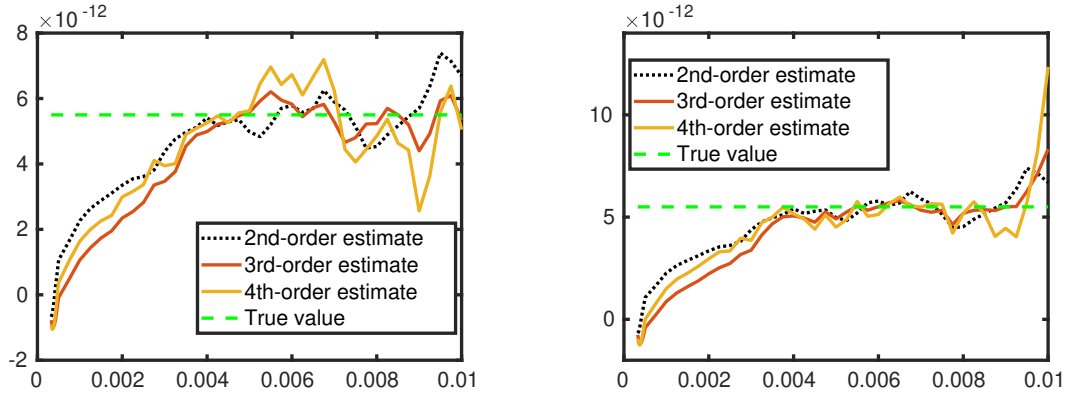 ×10^-12
8
6
4
2
0
-2
0 0.002 0.004 0.006 0.008 0.01
2nd-order estimate
3rd-order estimate
4th-order estimate
True value
×10^-12
10
5
0
0 0.002 0.004 0.006 0.008 0.01
2nd-order estimate
3rd-order estimate
4th-order estimate
True value